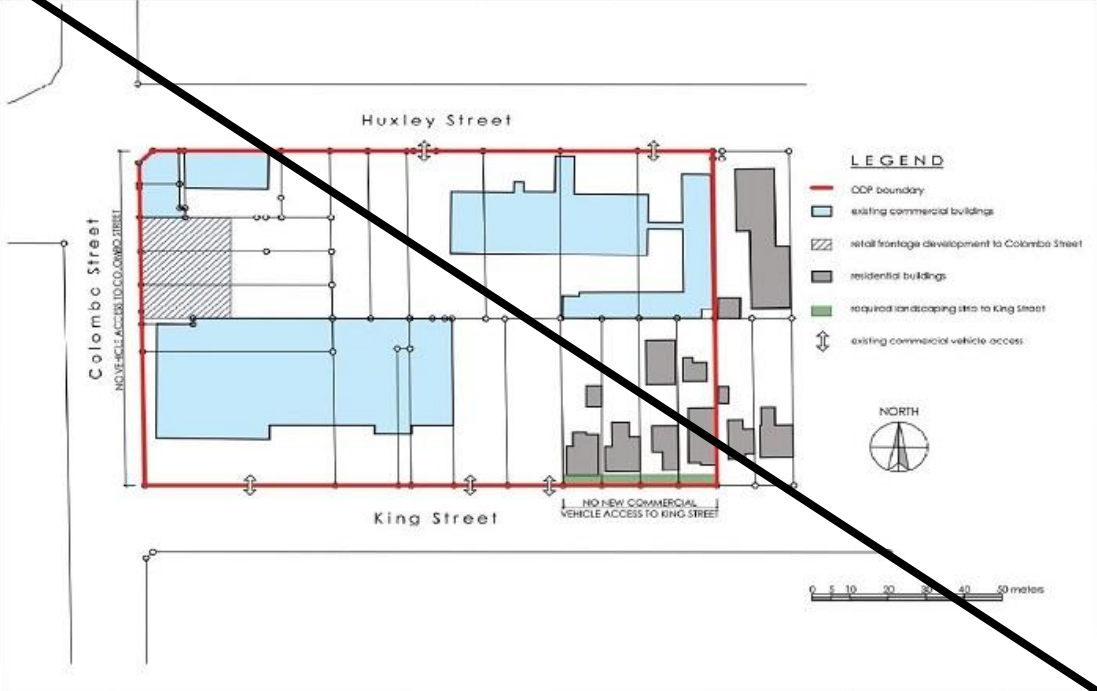 Huxley Street
LEGEND
ODP boundary
existing commercial buildings
retail frontage development to Colombo Street
residential buildings
required landscaping strip to King Street
existing commercial vehicle access
Colombo Street
NO VEHICLE ACCESS TO COLOMBO STREET
NORTH
NO NEW COMMERCIAL
VEHICLE ACCESS TO KING STREET
King Street
0 5 10 20 30 40 50 meters